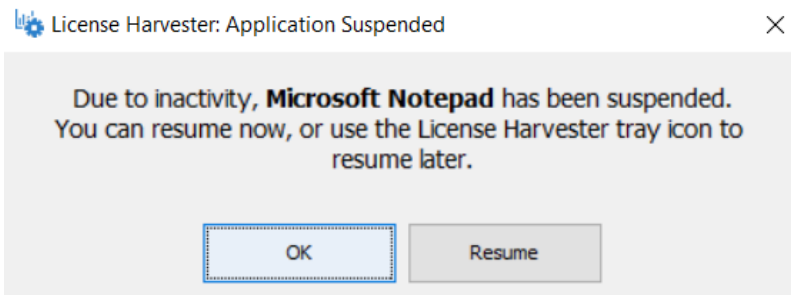 License Harvester: Application Suspended
Due to inactivity, Microsoft Notepad has been suspended.
You can resume now, or use the License Harvester tray icon to
resume later.
OK
Resume